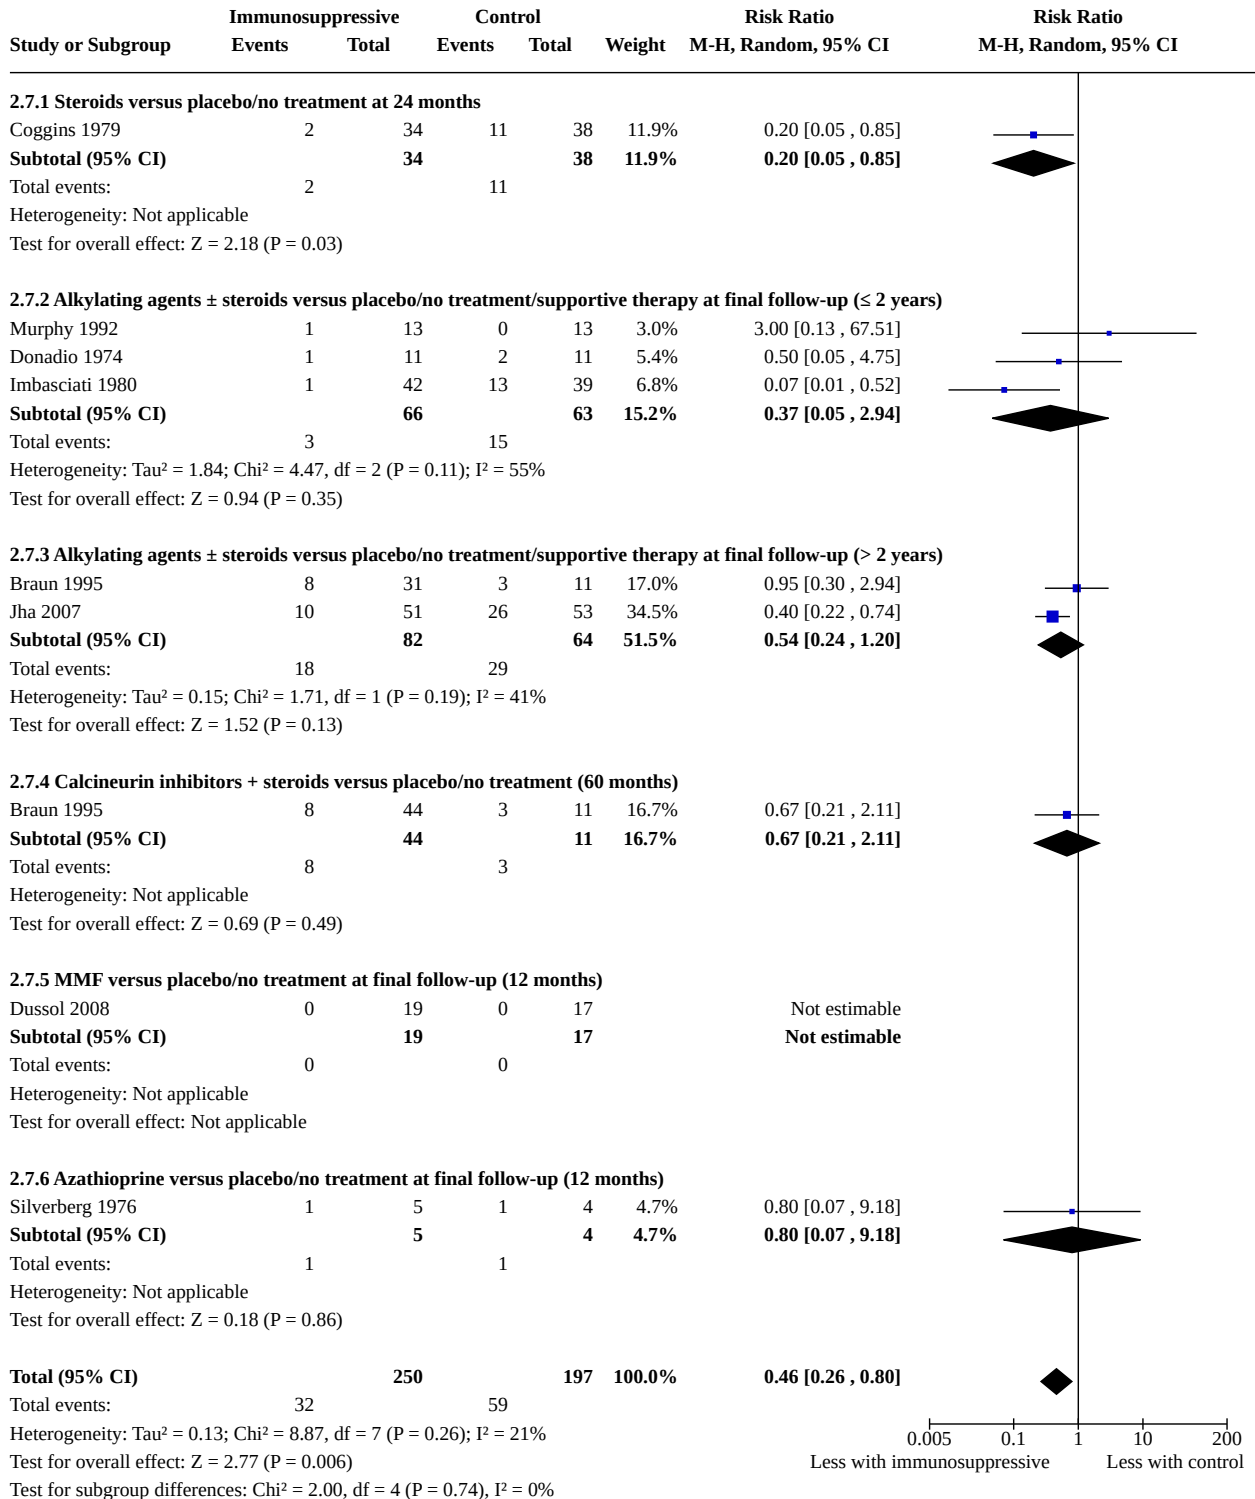 Immunosuppressive Control Risk Ratio Risk Ratio
Study or Subgroup Events Total Events Total Weight M-H, Random, 95% CI M-H, Random, 95% CI
2.7.1 Steroids versus placebo/no treatment at 24 months
Coggins 1979 2 34 11 38 11.9% 0.20 [0.05 , 0.85]
Subtotal (95% CI) 34 38 11.9% 0.20 [0.05 , 0.85]
Total events: 2 11
Heterogeneity: Not applicable
Test for overall effect: Z = 2.18 (P = 0.03)
2.7.2 Alkylating agents ± steroids versus placebo/no treatment/supportive therapy at final follow-up (≤ 2 years)
Murphy 1992 1 13 0 13 3.0% 3.00 [0.13 , 67.51]
Donadio 1974 1 11 2 11 5.4% 0.50 [0.05 , 4.75]
Imbasciati 1980 1 42 13 39 6.8% 0.07 [0.01 , 0.52]
Subtotal (95% CI) 66 63 15.2% 0.37 [0.05 , 2.94]
Total events: 3 15
Heterogeneity: Tau² = 1.84; Chi² = 4.47, df = 2 (P = 0.11); I² = 55%
Test for overall effect: Z = 0.94 (P = 0.35)
2.7.3 Alkylating agents ± steroids versus placebo/no treatment/supportive therapy at final follow-up (> 2 years)
Braun 1995 8 31 3 11 17.0% 0.95 [0.30 , 2.94]
Jha 2007 10 51 26 53 34.5% 0.40 [0.22 , 0.74]
Subtotal (95% CI) 82 64 51.5% 0.54 [0.24 , 1.20]
Total events: 18 29
Heterogeneity: Tau² = 0.15; Chi² = 1.71, df = 1 (P = 0.19); I² = 41%
Test for overall effect: Z = 1.52 (P = 0.13)
2.7.4 Calcineurin inhibitors + steroids versus placebo/no treatment (60 months)
Braun 1995 8 44 3 11 16.7% 0.67 [0.21 , 2.11]
Subtotal (95% CI) 44 11 16.7% 0.67 [0.21 , 2.11]
Total events: 8 3
Heterogeneity: Not applicable
Test for overall effect: Z = 0.69 (P = 0.49)
2.7.5 MMF versus placebo/no treatment at final follow-up (12 months)
Dussol 2008 0 19 0 17 Not estimable
Subtotal (95% CI) 19 17 Not estimable
Total events: 0 0
Heterogeneity: Not applicable
Test for overall effect: Not applicable
2.7.6 Azathioprine versus placebo/no treatment at final follow-up (12 months)
Silverberg 1976 1 5 1 4 4.7% 0.80 [0.07 , 9.18]
Subtotal (95% CI) 5 4 4.7% 0.80 [0.07 , 9.18]
Total events: 1 1
Heterogeneity: Not applicable
Test for overall effect: Z = 0.18 (P = 0.86)
Total (95% CI) 250 197 100.0% 0.46 [0.26 , 0.80]
Total events: 32 59
Heterogeneity: Tau² = 0.13; Chi² = 8.87, df = 7 (P = 0.26); I² = 21%
0.005 0.1 1 10 200
Test for overall effect: Z = 2.77 (P = 0.006) Less with immunosuppressive Less with control
Test for subgroup differences: Chi² = 2.00, df = 4 (P = 0.74), I² = 0%